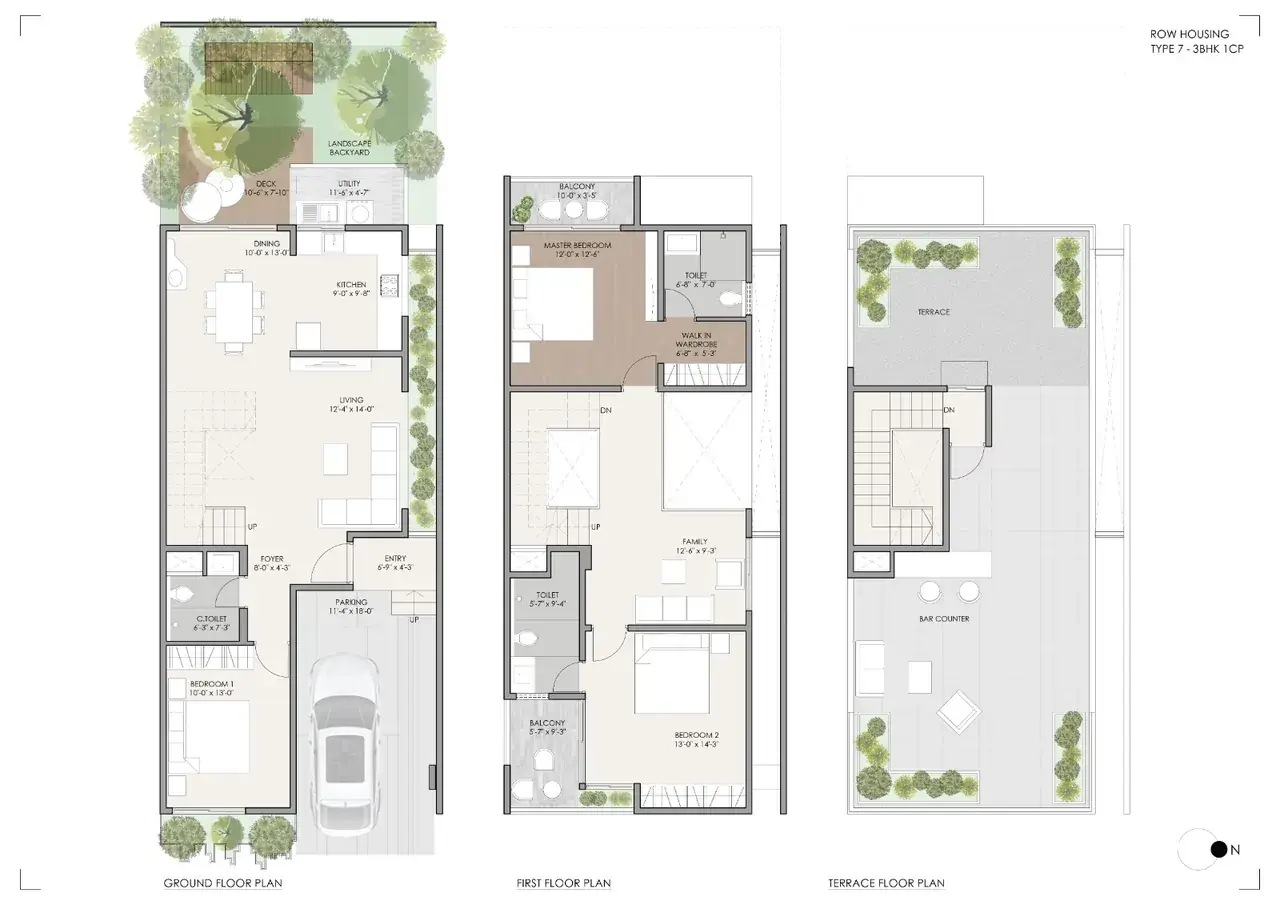 ROW HOUSING
TYPE 7 - 3BHK 1CP
LANDSCAPE
BACKYARD
DECK
10'-6" x 7'-10"
UTILITY
11'-6" x 4'-7"
DINING
10'-0" x 13'-0"
KITCHEN
9'-0" x 9'-8"
LIVING
12'-4" x 14'-0"
UP
FOYER
8'-0" x 4'-3"
ENTRY
6'-9" x 4'-3"
PARKING
11'-4" x 18'-0"
UP
C.TOILET
6'-3" x 7'-3"
BEDROOM 1
10'-0" x 13'-0"
GROUND FLOOR PLAN
BALCONY
10'-0" x 3'-5"
MASTER BEDROOM
12'-0" x 12'-6"
TOILET
6'-8" x 7'-0"
WALK IN
WARDROBE
6'-8" x 5'-3"
DN
UP
FAMILY
12'-6" x 9'-3"
TOILET
5'-7" x 9'-4"
BALCONY
5'-7" x 9'-3"
BEDROOM 2
13'-0" x 14'-3"
FIRST FLOOR PLAN
TERRACE
DN
BAR COUNTER
TERRACE FLOOR PLAN
N